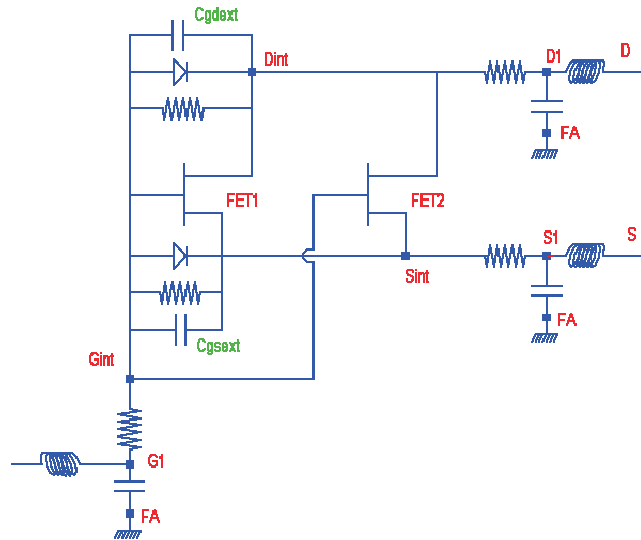 Cgdext
Dint
D1
D
FA
FET1
FET2
S1
S
Sint
FA
Cgsext
Gint
G1
FA